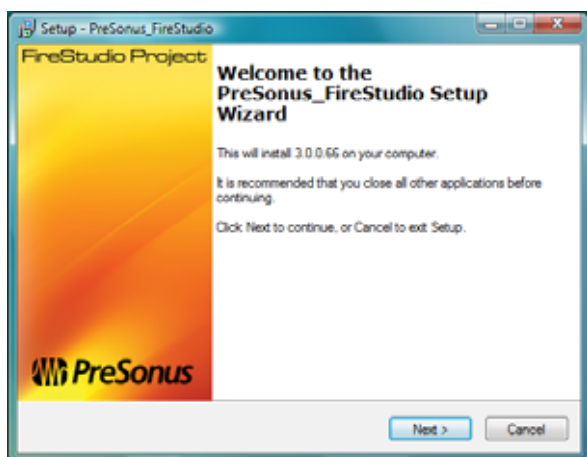 Setup - PreSonus_FireStudio
FireStudio Project
Welcome to the
PreSonus_FireStudio Setup
Wizard
This will install 3.0.0.66 on your computer.
It is recommended that you close all other applications before
continuing.
Click Next to continue, or Cancel to exit Setup.
PreSonus
Next >
Cancel